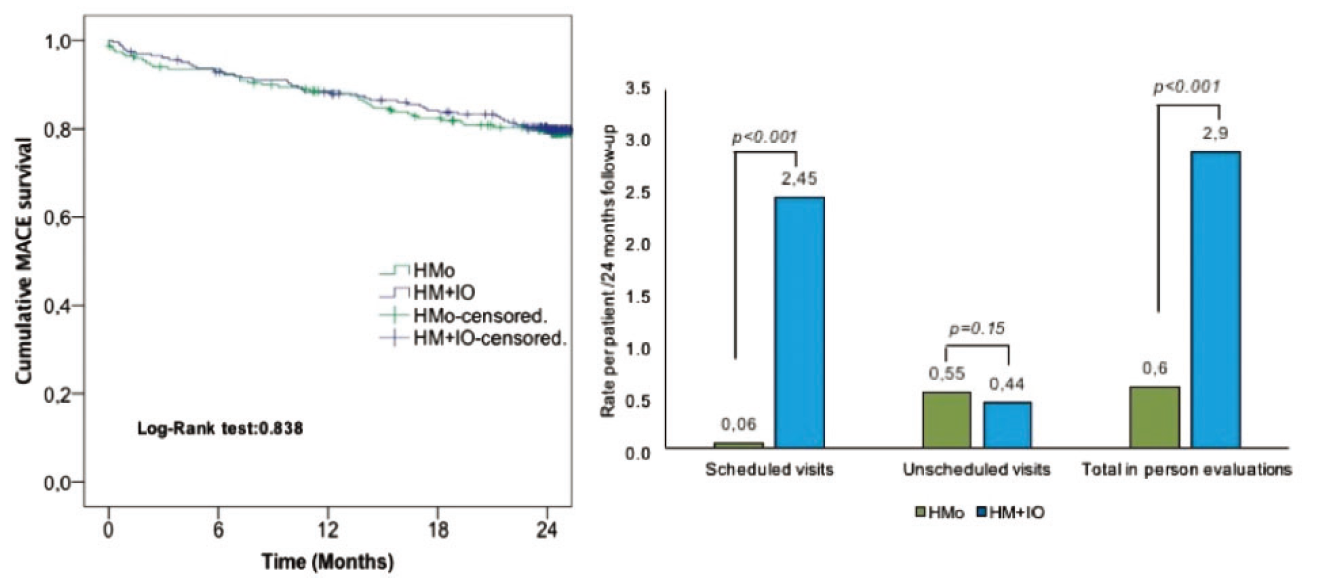 Cumulative MACE survival
1,0
0,8
0,6
0,4
0,2
0,0
HMo
HM+IO
HMo-censored.
HM+IO-censored.
Log-Rank test:0.838
0 6 12 18 24
Time (Months)
Rate per patient/24 months follow-up
3.5
3.0
2.5
2.0
1.5
1.0
0.5
0.0
p<0.001
2,45
0,06
p=0.15
0,55
0,44
p<0.001
2,9
0,6
Scheduled visits
Unscheduled visits
Total in person evaluations
HMo HM+IO